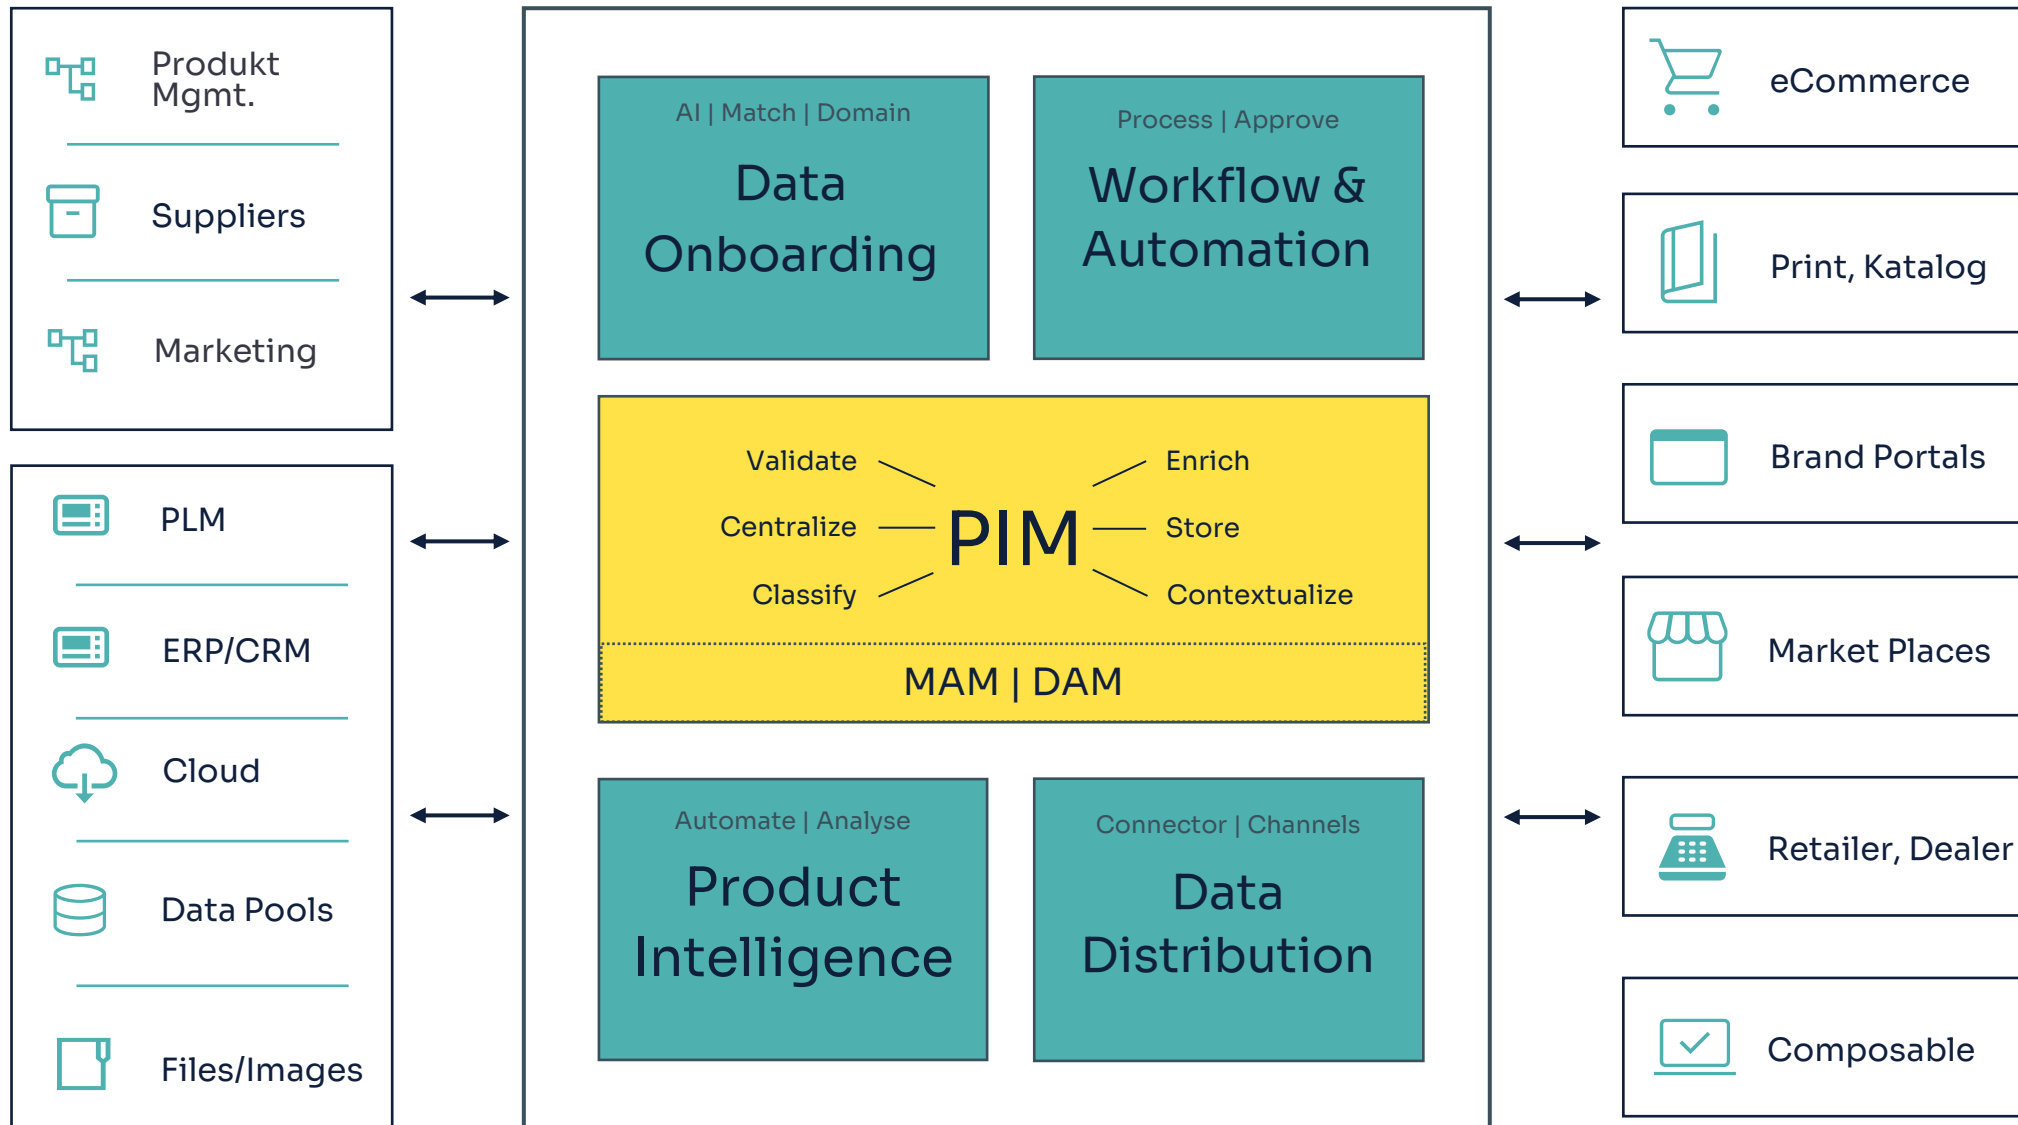 Produkt
Mgmt.
Suppliers
Marketing
PLM
ERP/CRM
Cloud
Data Pools
Files/Images
AI | Match | Domain
Data
Onboarding
Process | Approve
Workflow &
Automation
Validate
Centralize
Classify
PIM
Enrich
Store
Contextualize
MAM | DAM
Automate | Analyse
Product
Intelligence
Connector | Channels
Data
Distribution
eCommerce
Print, Katalog
Brand Portals
Market Places
Retailer, Dealer
Composable